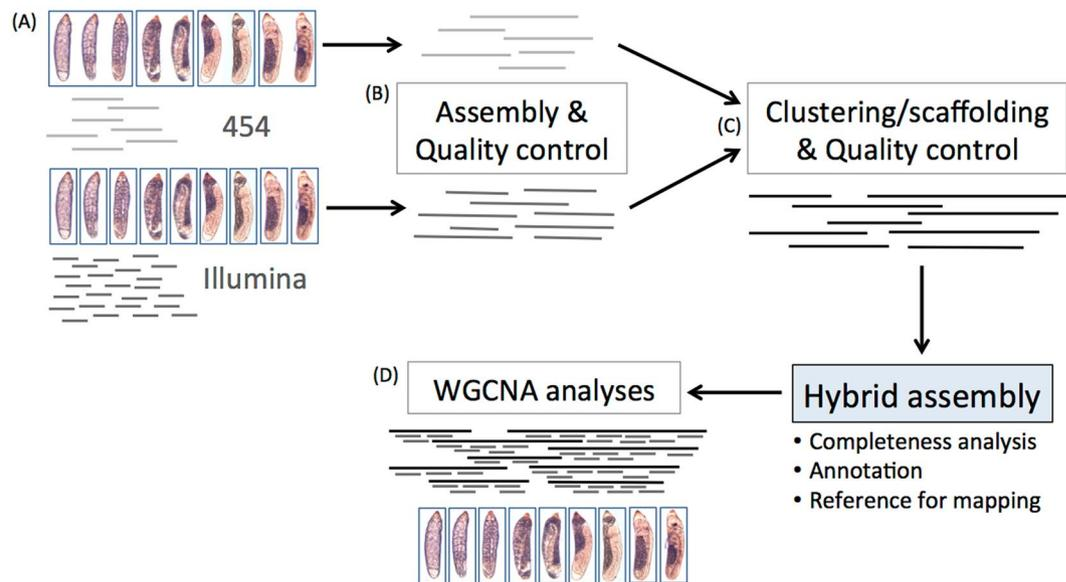 (A)
454
Illumina
(B)
Assembly &
Quality control
(C)
Clustering/scaffolding
& Quality control
Hybrid assembly
• Completeness analysis
• Annotation
• Reference for mapping
(D)
WGCNA analyses